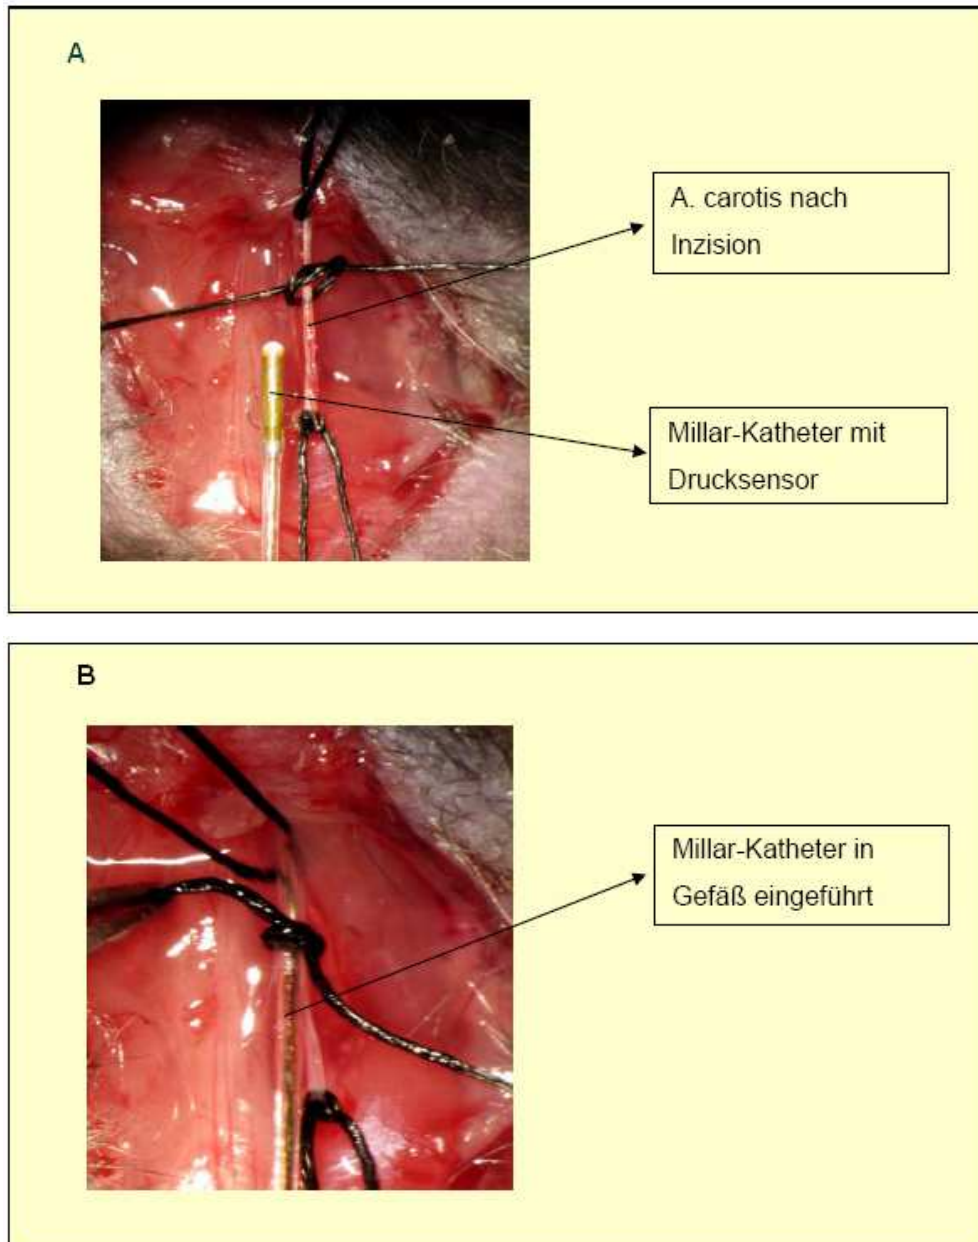 A
A. carotis nach
Inzision
Millar-Katheter mit
Drucksensor
B
Millar-Katheter in
Gefäß eingeführt